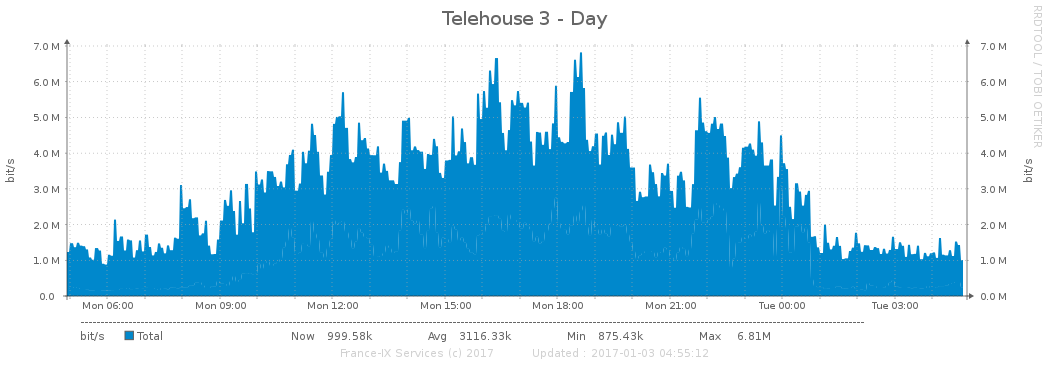 Telehouse 3 - Day
RRDTOOL / TOBI OETIKER
7.0 M 7.0 M
6.0 M 6.0 M
5.0 M 5.0 M
4.0 M 4.0 M
3.0 M 3.0 M
2.0 M 2.0 M
1.0 M 1.0 M
0.0 0.0 M
bit/s bit/s
Mon 06:00 Mon 09:00 Mon 12:00 Mon 15:00 Mon 18:00 Mon 21:00 Tue 00:00 Tue 03:00
bit/s Total Now 999.58k Avg 3116.33k Min 875.43k Max 6.81M
France-IX Services (c) 2017 Updated : 2017-01-03 04:55:12